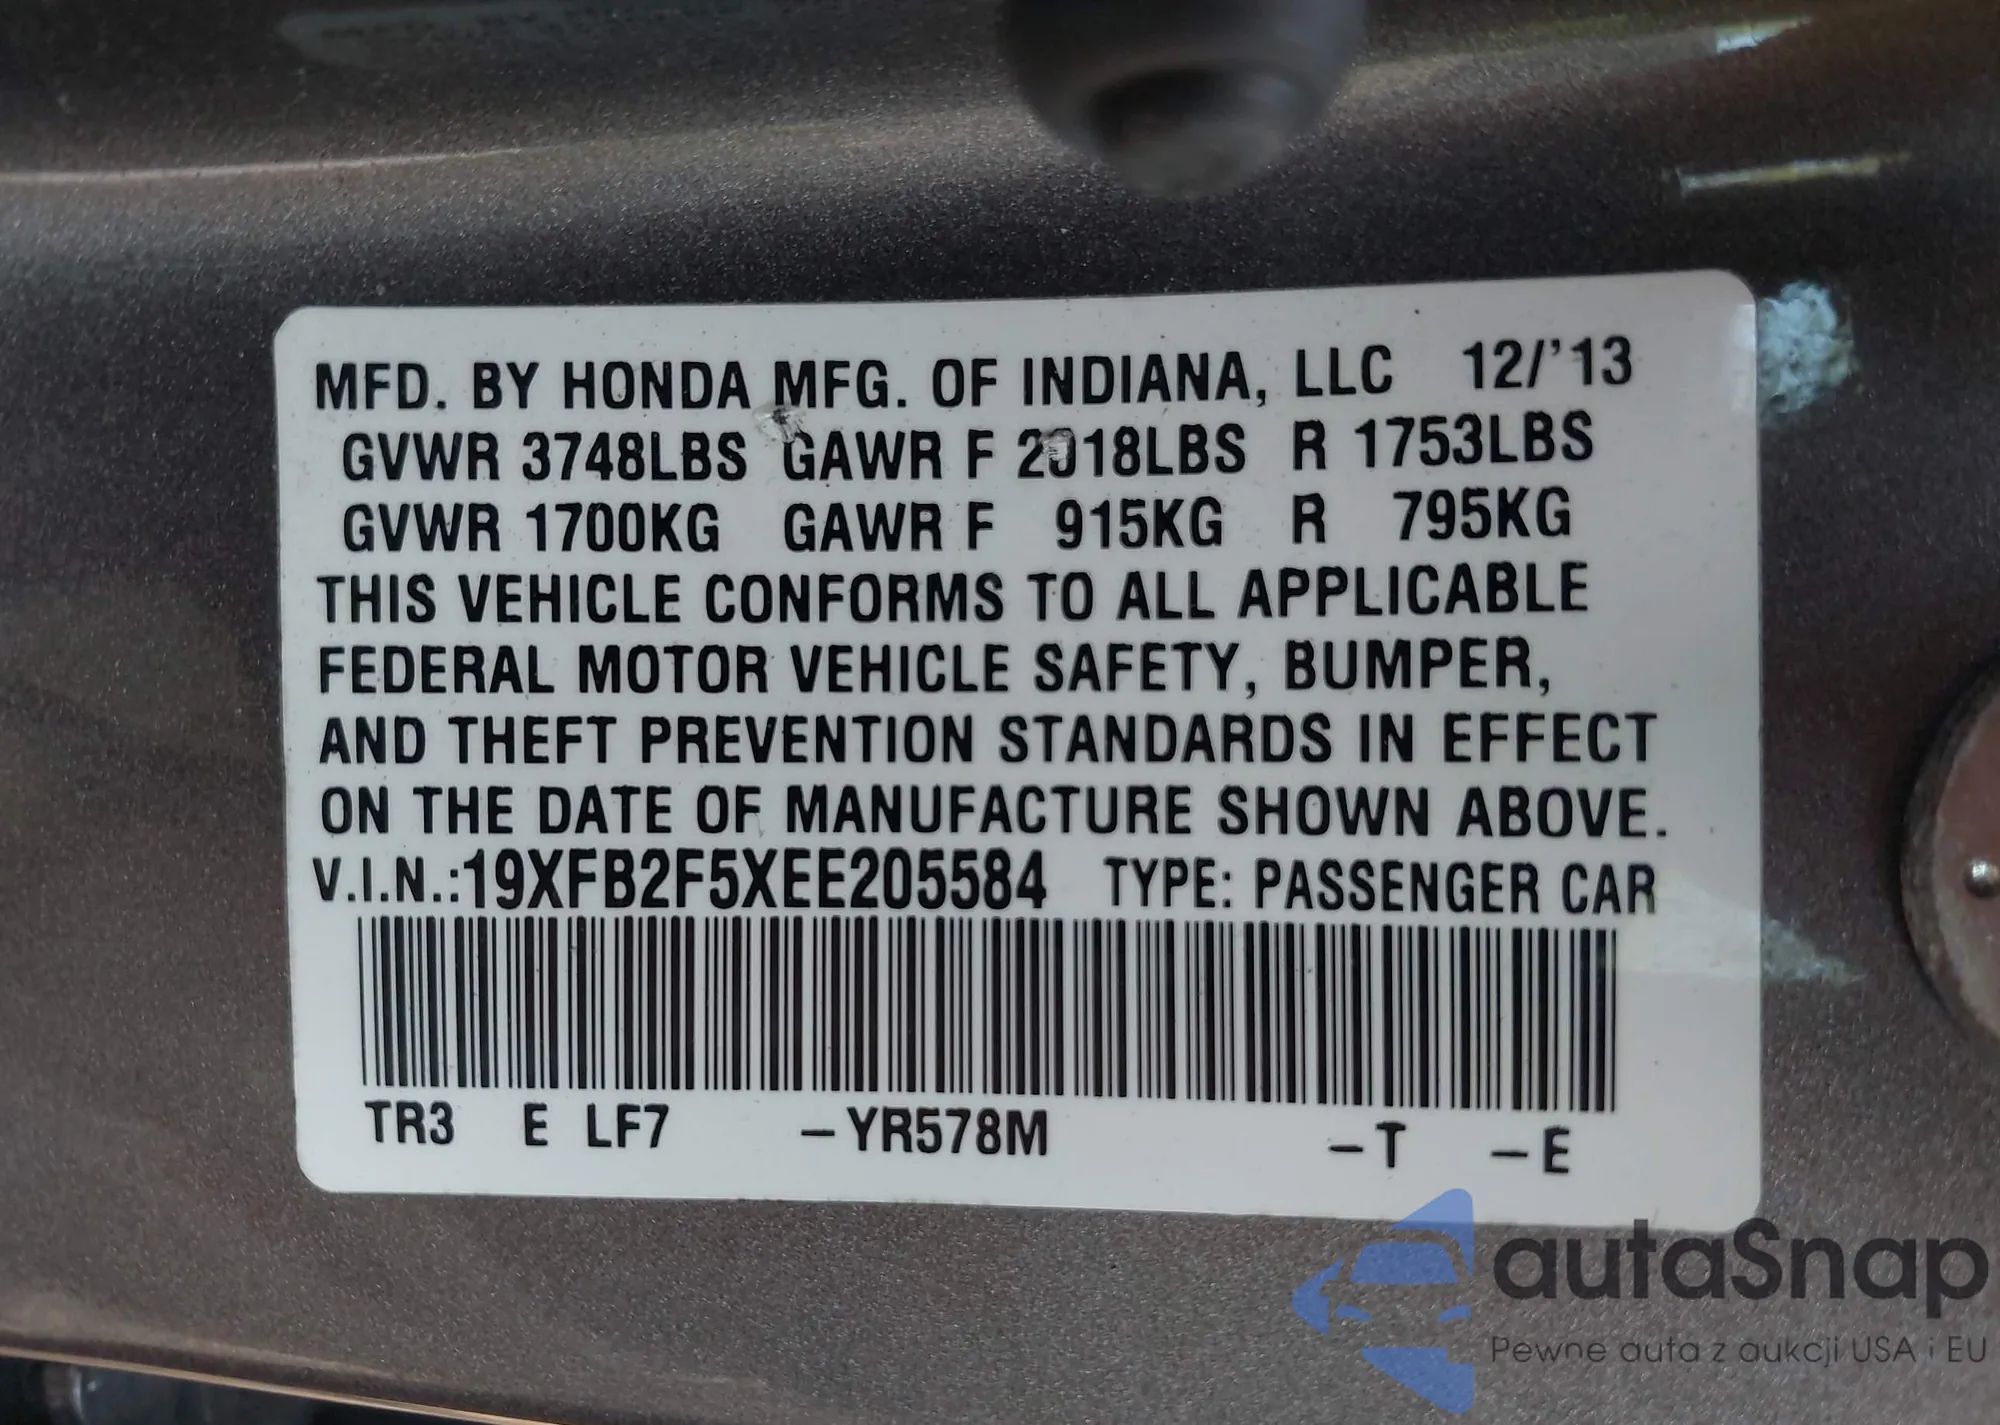 MFD. BY HONDA MFG. OF INDIANA, LLC 12/'13
GVWR 3748LBS GAWR F 2018LBS R 1753LBS
GVWR 1700KG GAWR F 915KG R 795KG
THIS VEHICLE CONFORMS TO ALL APPLICABLE
FEDERAL MOTOR VEHICLE SAFETY, BUMPER,
AND THEFT PREVENTION STANDARDS IN EFFECT
ON THE DATE OF MANUFACTURE SHOWN ABOVE.
V.I.N.:19XFB2F5XEE205584 TYPE: PASSENGER CAR
TR3 E LF7 –YR578M –T –E
autaSnap
Pewne auta z aukcji USA i EU